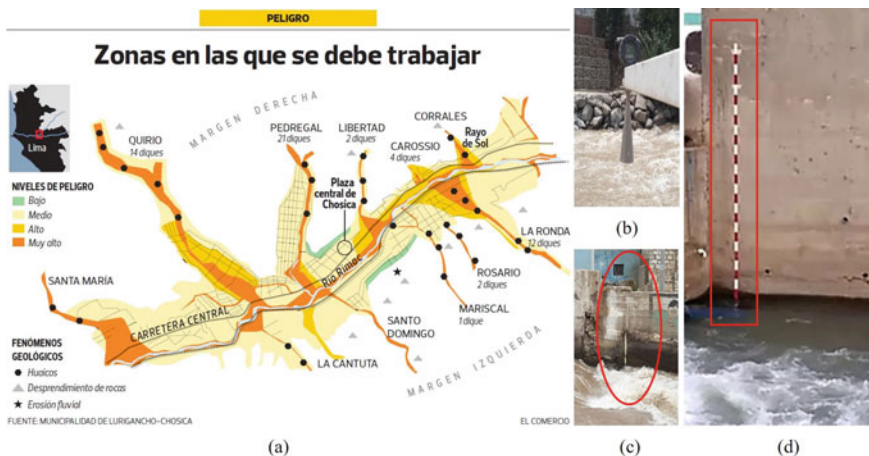 PELIGRO
Zonas en las que se debe trabajar
Lima
MARGEN DERECHA
QUIRIO
14 diques
PEDREGAL
21 diques
LIBERTAD
2 diques
CORRALES
CAROSSIO
4 diques
Rayo
de Sol
Plaza
central de
Chosica
NIVELES DE PELIGRO
Bajo
Medio
Alto
Muy alto
LA RONDA
12 diques
Río Rímac
ROSARIO
2 diques
SANTA MARÍA
MARISCAL
1 dique
CARRETERA CENTRAL
SANTO
DOMINGO
LA CANTUTA
MARGEN IZQUIERDA
FENÓMENOS
GEOLÓGICOS
Huaicos
Desprendimiento de rocas
Erosión fluvial
FUENTE: MUNICIPALIDAD DE LURIGANCHO-CHOSICA
EL COMERCIO
(a)
(b)
(c)
(d)